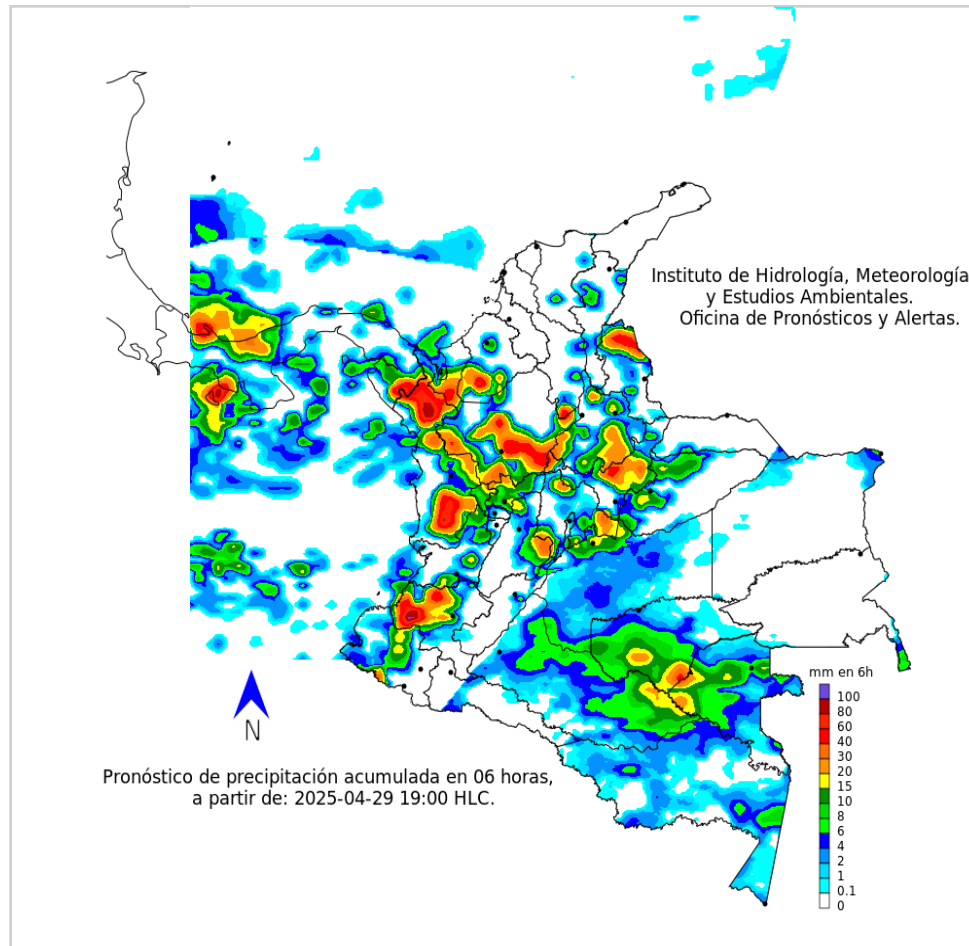 Instituto de Hidrología, Meteorología
y Estudios Ambientales.
Oficina de Pronósticos y Alertas.
mm en 6h
100
80
60
40
30
20
15
10
8
6
4
2
1
0.1
0
N
Pronóstico de precipitación acumulada en 06 horas,
a partir de: 2025-04-29 19:00 HLC.